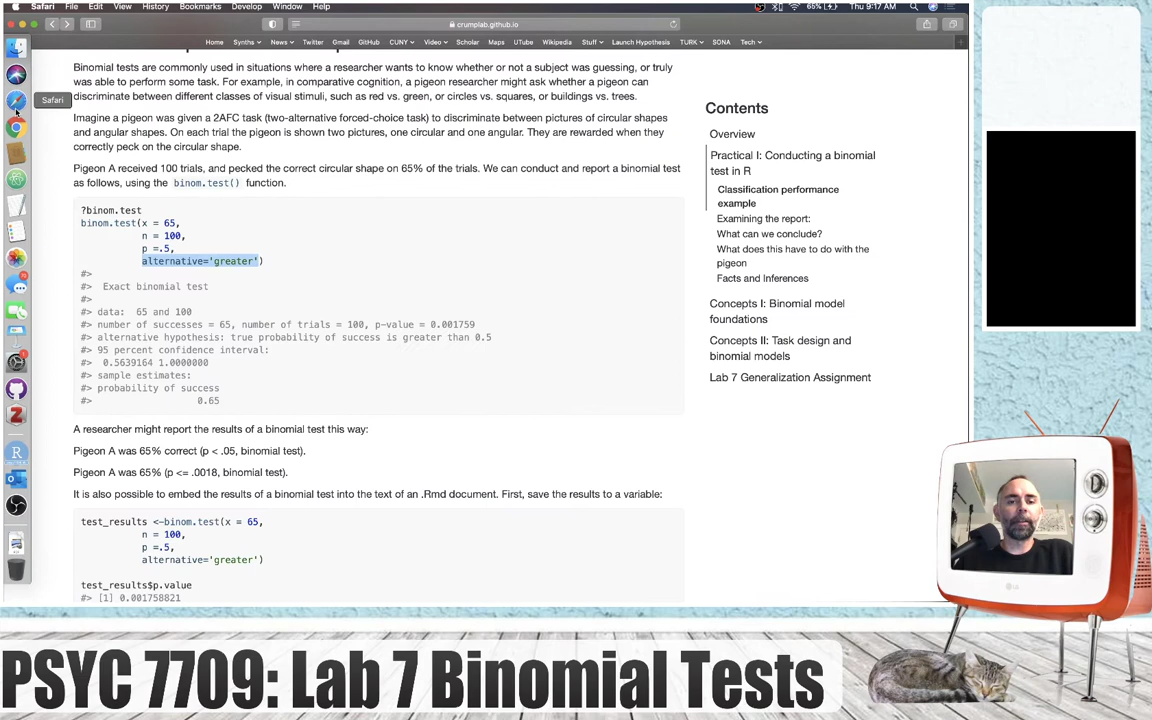 Safari File Edit View History Bookmarks Develop Window Help
65% Thu 9:17 AM
crumplab.github.io
Home Synths News Twitter Gmail GitHub CUNY Video Scholar Maps UTube Wikipedia Stuff Launch Hypothesis TURK SONA Tech
Binomial tests are commonly used in situations where a researcher wants to know whether or not a subject was guessing, or truly
was able to perform some task. For example, in comparative cognition, a pigeon researcher might ask whether a pigeon can
discriminate between different classes of visual stimuli, such as red vs. green, or circles vs. squares, or buildings vs. trees.
Safari
Imagine a pigeon was given a 2AFC task (two-alternative forced-choice task) to discriminate between pictures of circular shapes
and angular shapes. On each trial the pigeon is shown two pictures, one circular and one angular. They are rewarded when they
correctly peck on the circular shape.
Pigeon A received 100 trials, and pecked the correct circular shape on 65% of the trials. We can conduct and report a binomial test
as follows, using the binom.test() function.
?binom.test
binom.test(x = 65,
n = 100,
p =.5,
alternative='greater')
#>
#> Exact binomial test
#>
#> data: 65 and 100
#> number of successes = 65, number of trials = 100, p-value = 0.001759
#> alternative hypothesis: true probability of success is greater than 0.5
#> 95 percent confidence interval:
#> 0.5639164 1.0000000
#> sample estimates:
#> probability of success
#> 0.65
A researcher might report the results of a binomial test this way:
Pigeon A was 65% correct (p < .05, binomial test).
Pigeon A was 65% (p <= .0018, binomial test).
It is also possible to embed the results of a binomial test into the text of an .Rmd document. First, save the results to a variable:
test_results <-binom.test(x = 65,
n = 100,
p =.5,
alternative='greater')
test_results$p.value
#> [1] 0.001758821
Contents
Overview
Practical I: Conducting a binomial
test in R
Classification performance
example
Examining the report:
What can we conclude?
What does this have to do with the
pigeon
Facts and Inferences
Concepts I: Binomial model
foundations
Concepts II: Task design and
binomial models
Lab 7 Generalization Assignment
LG
PSYC 7709: Lab 7 Binomial Tests